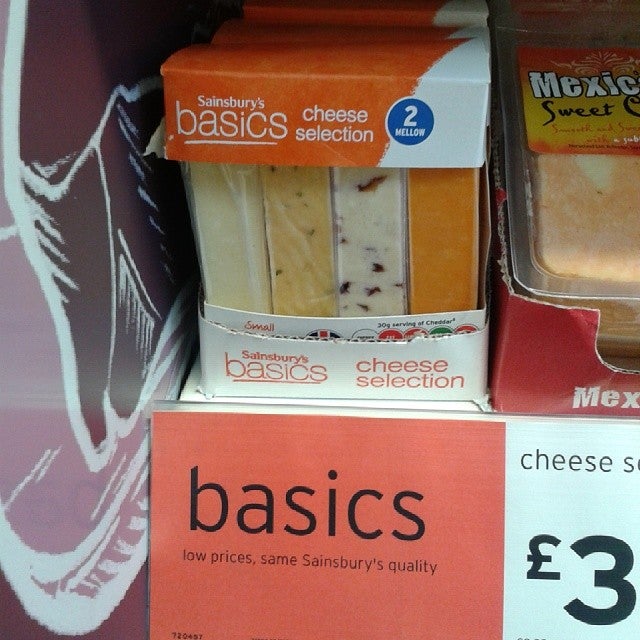 Sainsbury's
basics
cheese
selection
2
MELLOW
Mexic
Sweet
Small
30g serving of Cheddar*
Sainsbury's
basics
cheese
selection
Mex
basics
low prices, same Sainsbury's quality
cheese s
£3